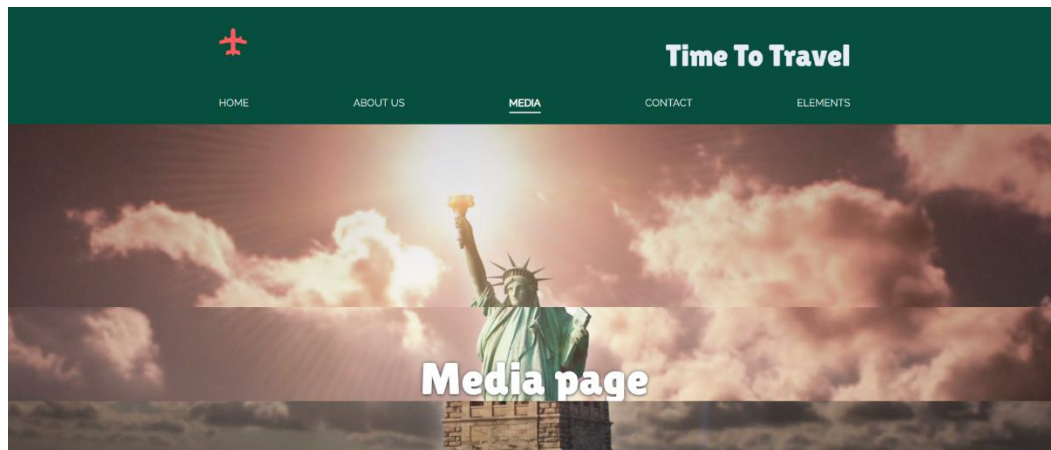 Time To Travel
HOME ABOUT US MEDIA CONTACT ELEMENTS
Media page